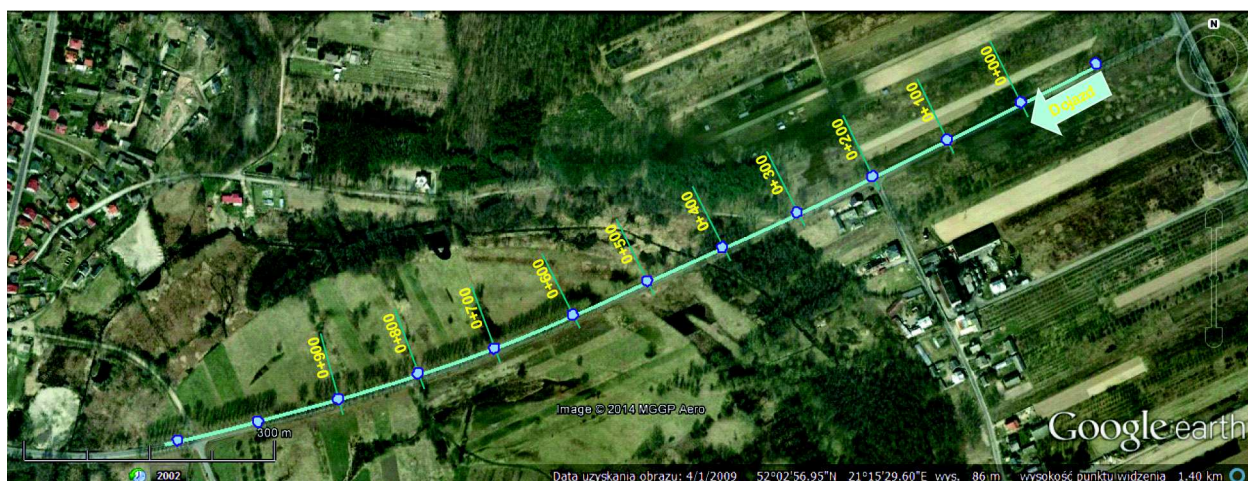 N
0+000
Dojazd
0+100
0+200
0+300
0+400
0+500
0+600
0+700
0+800
0+900
300 m
Image © 2014 MGGP Aero
Google earth
2002
Data uzyskania obrazu: 4/1/2009 52°02'56.95"N 21°15'29.60"E wys. 86 m wysokość punktu widzenia 1.40 km